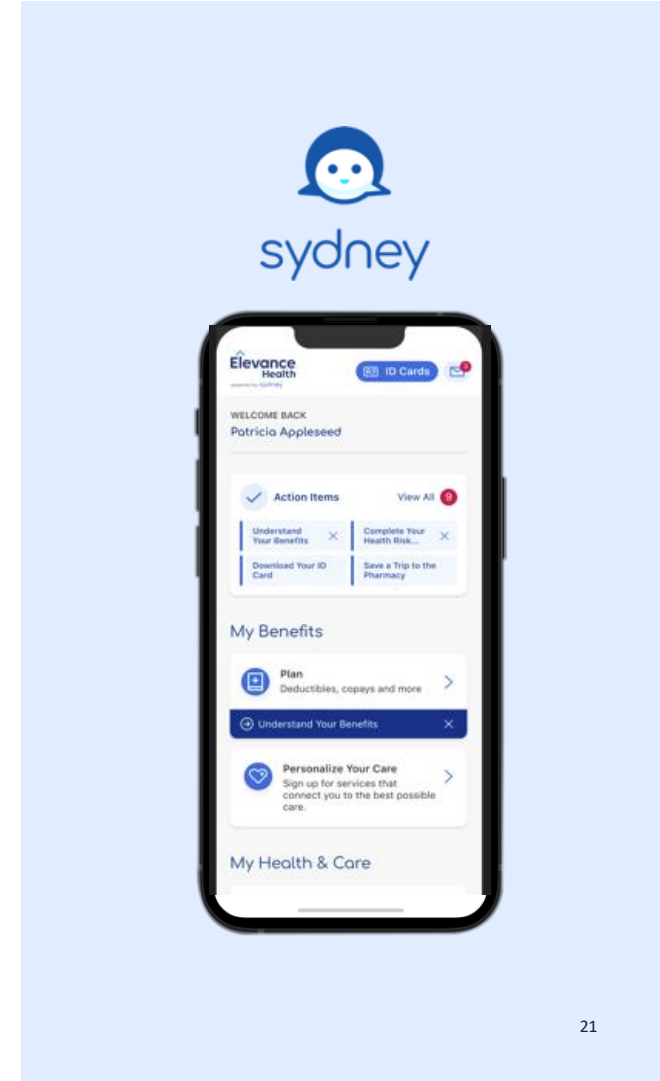 sydney
Elevance
Health
powered by sydney
ID Cards
WELCOME BACK
Patricia Appleseed
Action Items
View All 9
Understand
Your Benefits
Complete Your
Health Risk...
Download Your ID
Card
Save a Trip to the
Pharmacy
My Benefits
Plan
Deductibles, copays and more
Understand Your Benefits
Personalize Your Care
Sign up for services that
connect you to the best possible
care.
My Health & Care
21